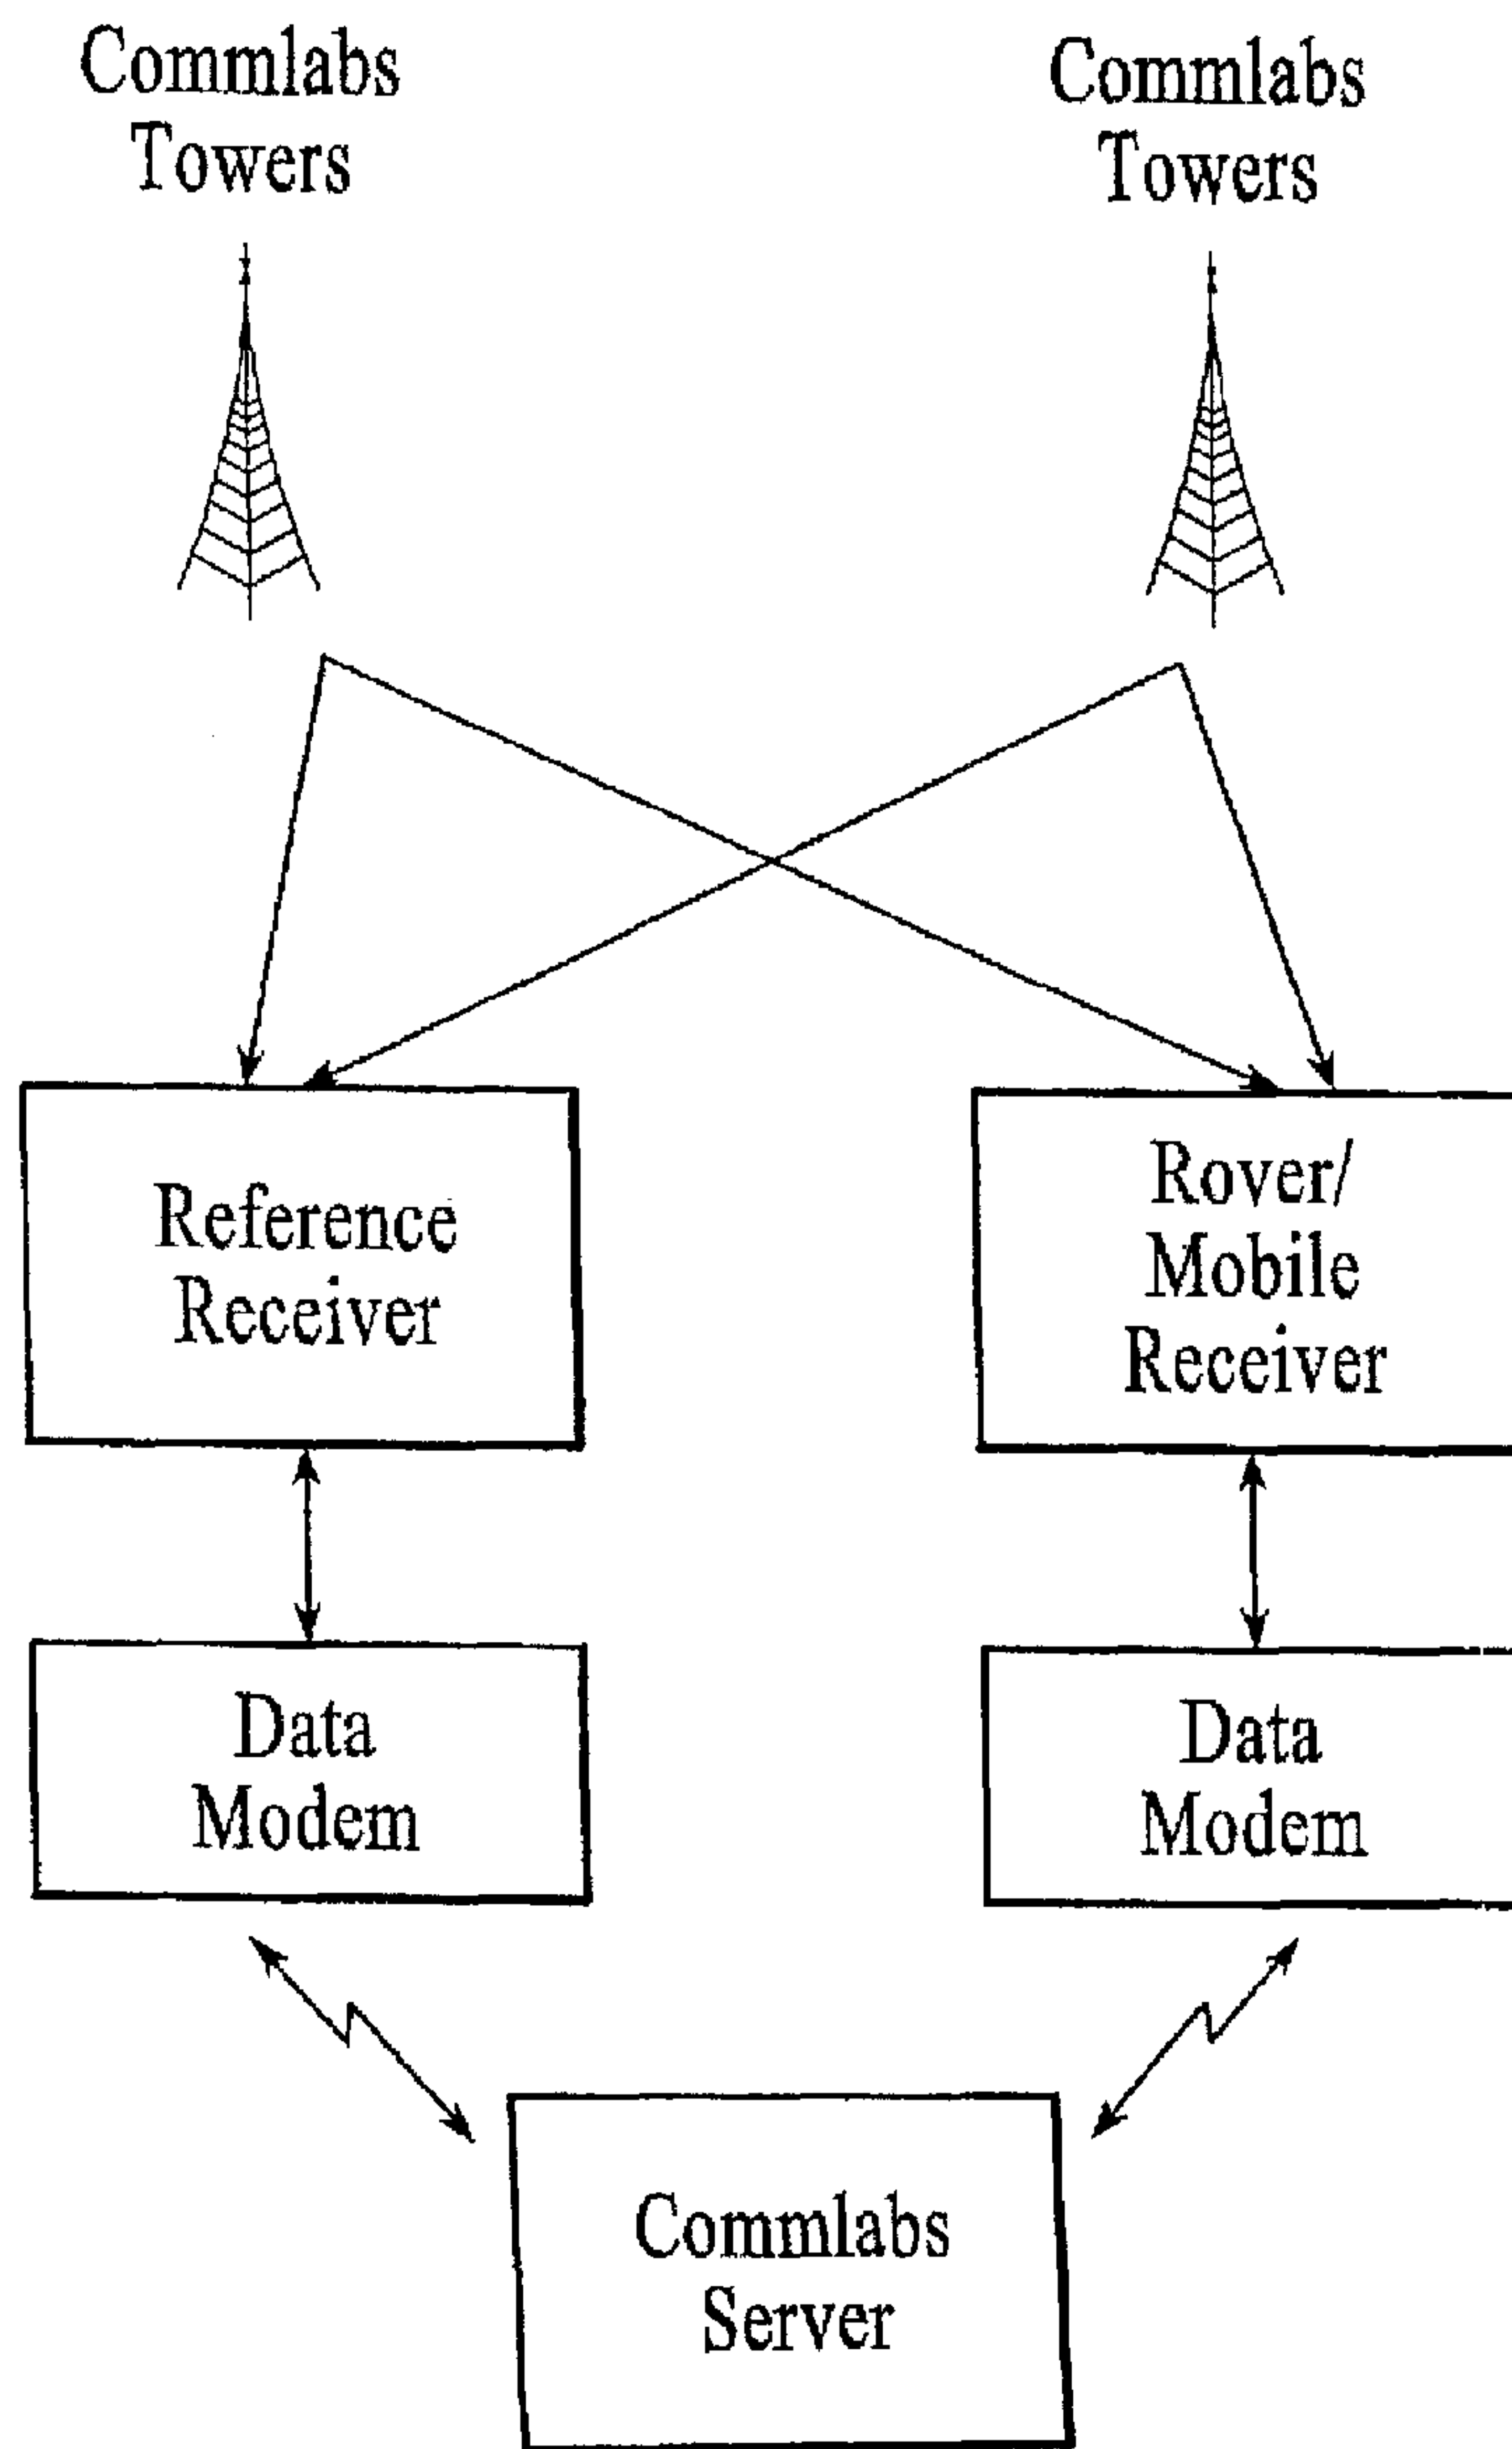 Commlabs
Towers
Commlabs
Towers
Reference
Receiver
Rover/
Mobile
Receiver
Data
Modem
Data
Modem
Commlabs
Server